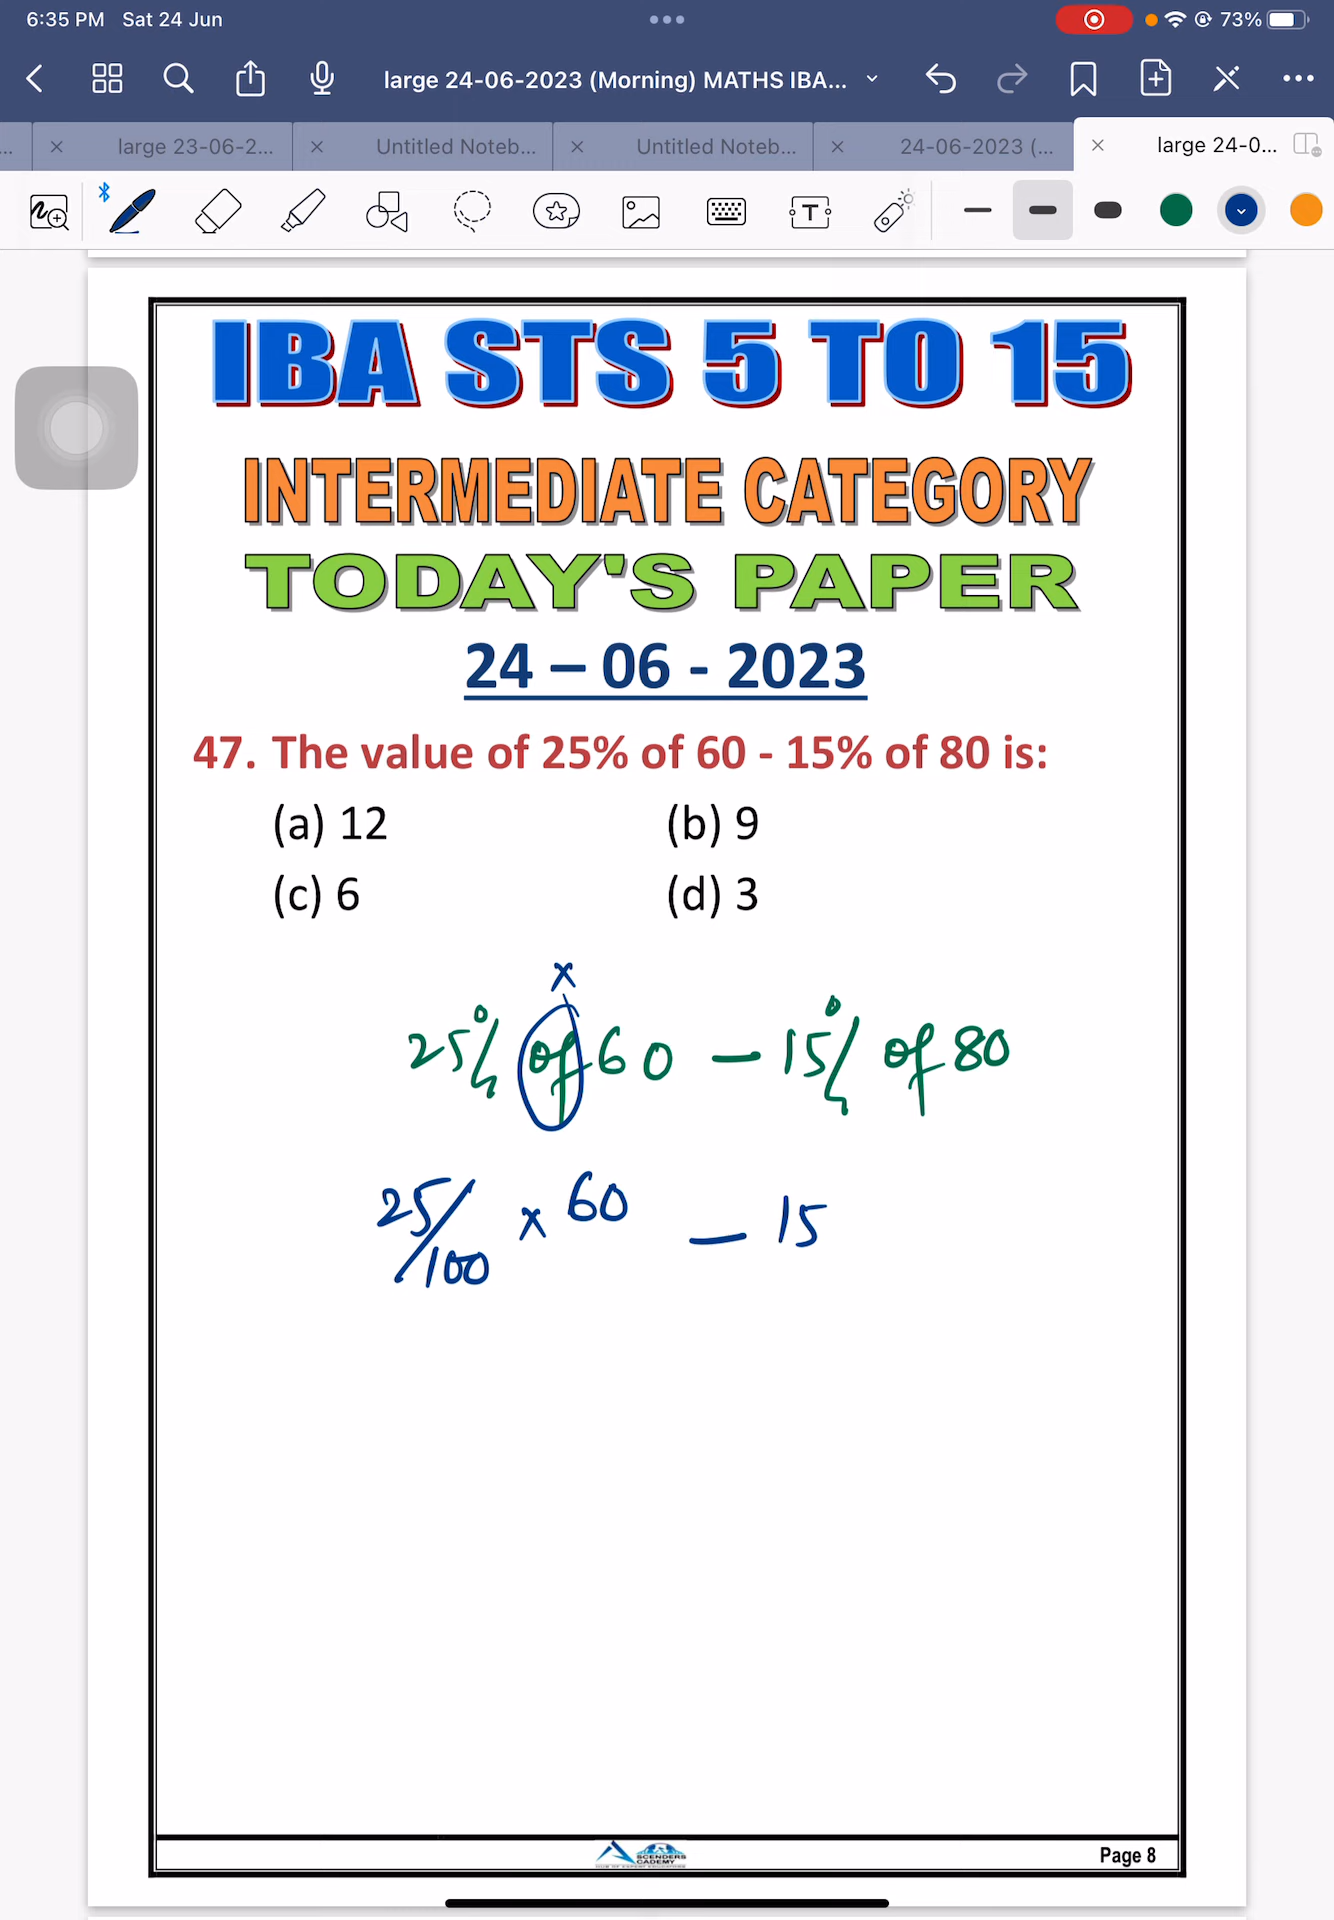 6:35 PM Sat 24 Jun
73%
large 24-06-2023 (Morning) MATHS IBA...
large 23-06-2...
Untitled Noteb...
Untitled Noteb...
24-06-2023 (...
large 24-0...
T
IBA STS 5 TO 15
INTERMEDIATE CATEGORY
TODAY'S PAPER
24 – 06 - 2023
47. The value of 25% of 60 - 15% of 80 is:
(a) 12 (b) 9
(c) 6 (d) 3
x
25% of 60 - 15% of 80
25/100 x 60 - 15
SCENDERS
CADEMY
Page 8